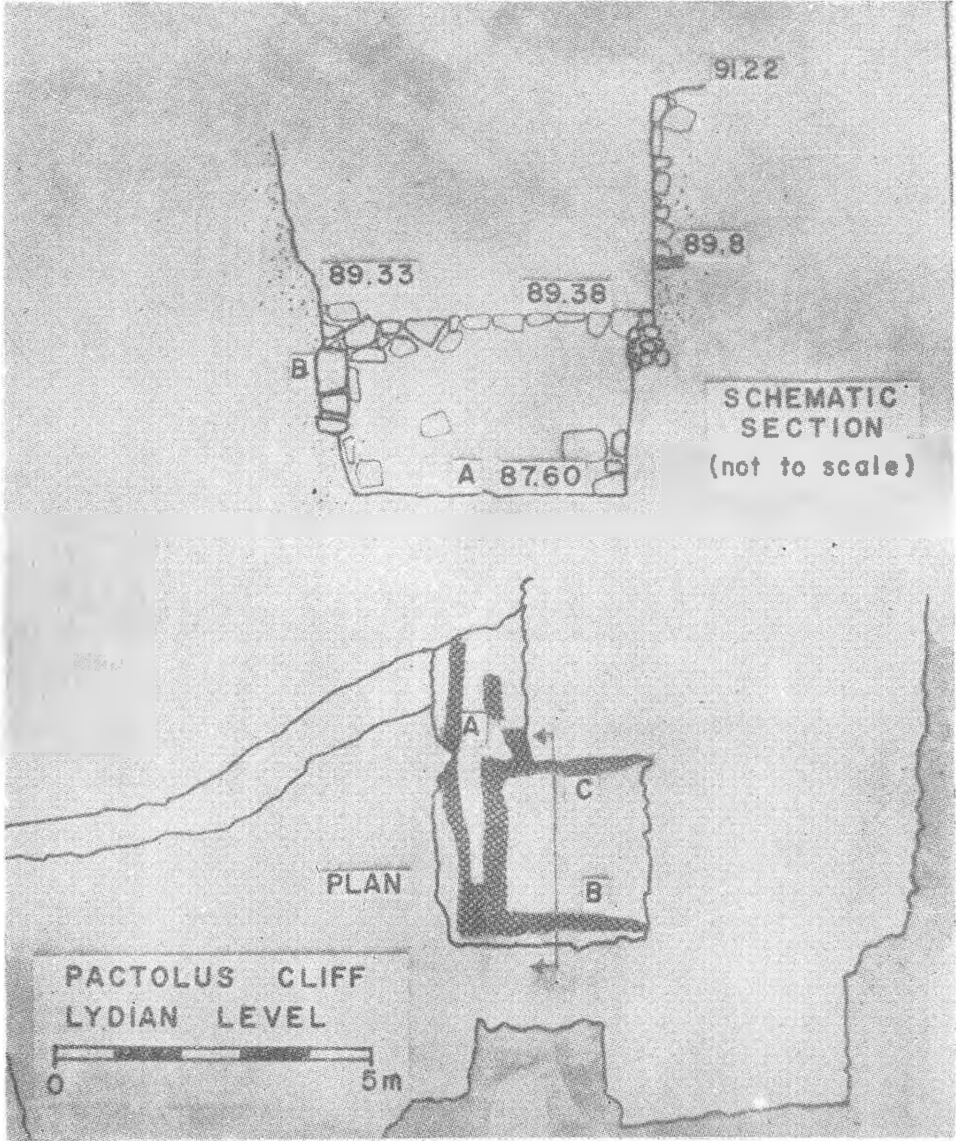 91.22
89.8
89.33
89.38
B
SCHEMATIC
SECTION
(not to scale)
A 87.60
A
C
B
PLAN
PACTOLUS CLIFF
LYDIAN LEVEL
0 5m